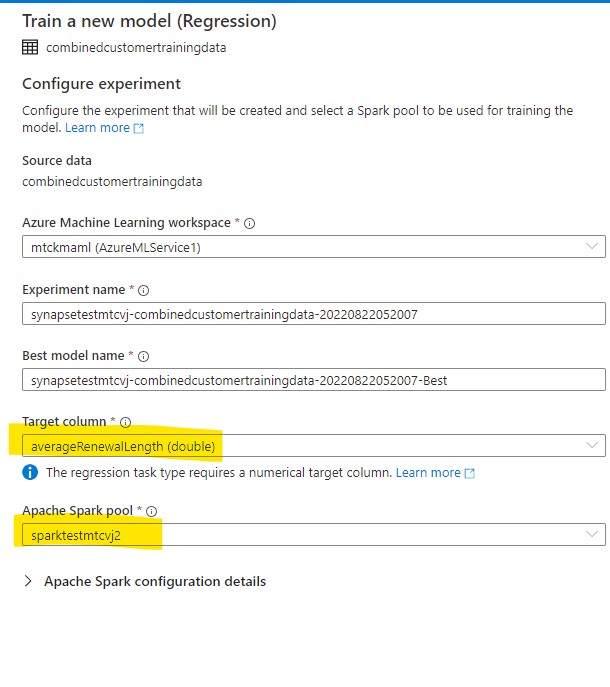 Train a new model (Regression)
combinedcustomertrainingdata
Configure experiment
Configure the experiment that will be created and select a Spark pool to be used for training the
model. Learn more
Source data
combinedcustomertrainingdata
Azure Machine Learning workspace *
mtckmaml (AzureMLService1)
Experiment name *
synapsetestmtcvj-combinedcustomertrainingdata-20220822052007
Best model name *
synapsetestmtcvj-combinedcustomertrainingdata-20220822052007-Best
Target column *
averageRenewalLength (double)
The regression task type requires a numerical target column. Learn more
Apache Spark pool *
sparktestmtcvj2
Apache Spark configuration details